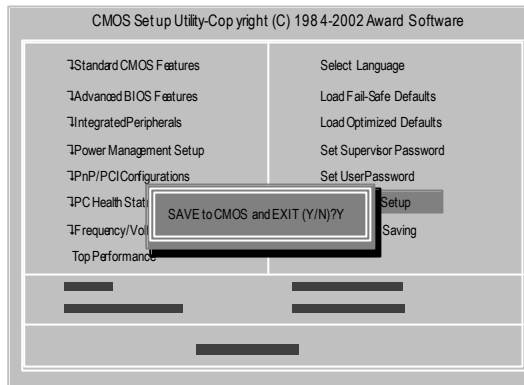 CMOS Setup Utility-Copyright (C) 1984-2002 Award Software
Standard CMOS Features
Advanced BIOS Features
Integrated Peripherals
Power Management Setup
PnP/PCI Configurations
PC Health Stat
Frequency/Vol
Top Performance
Select Language
Load Fail-Safe Defaults
Load Optimized Defaults
Set Supervisor Password
Set User Password
Setup
Saving
SAVE to CMOS and EXIT (Y/N)?Y